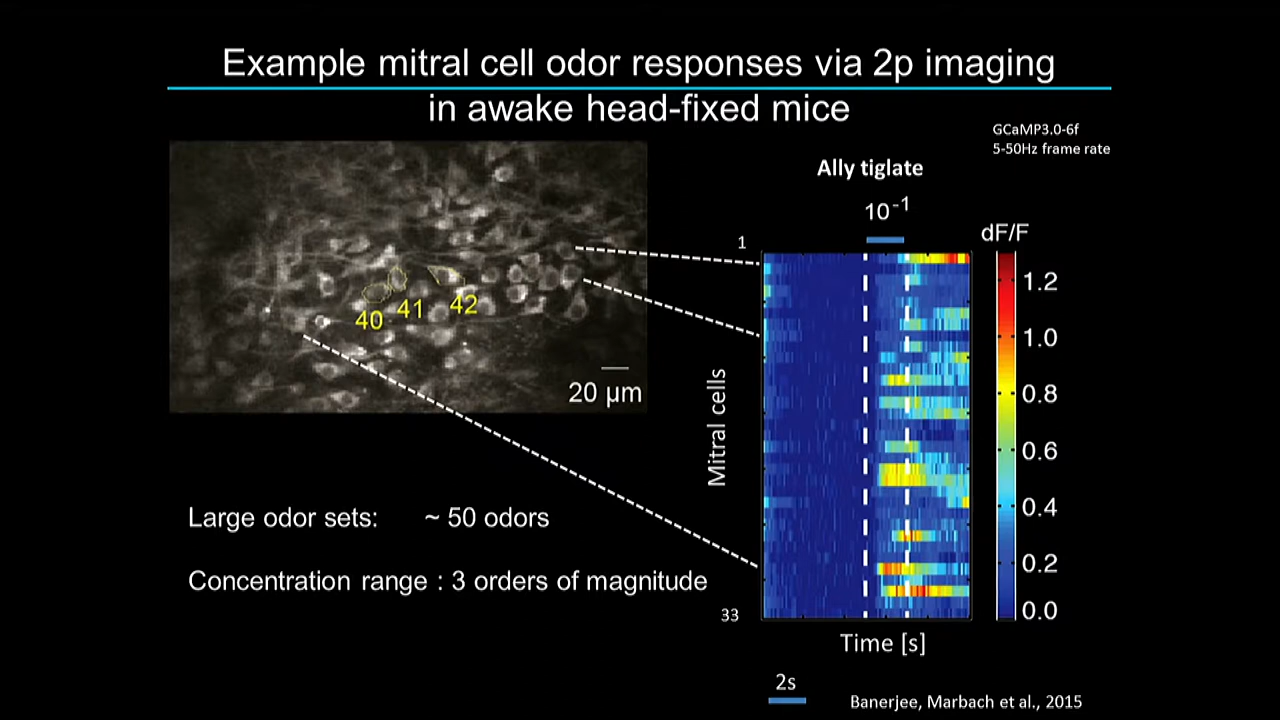 Example mitral cell odor responses via 2p imaging
in awake head-fixed mice
GCaMP3.0-6f
5-50Hz frame rate
Ally tiglate
10⁻¹
dF/F
1
1.2
1.0
0.8
0.6
0.4
0.2
0.0
40
41
42
20 µm
Mitral cells
Large odor sets: ~ 50 odors
Concentration range : 3 orders of magnitude
33
Time [s]
2s
Banerjee, Marbach et al., 2015